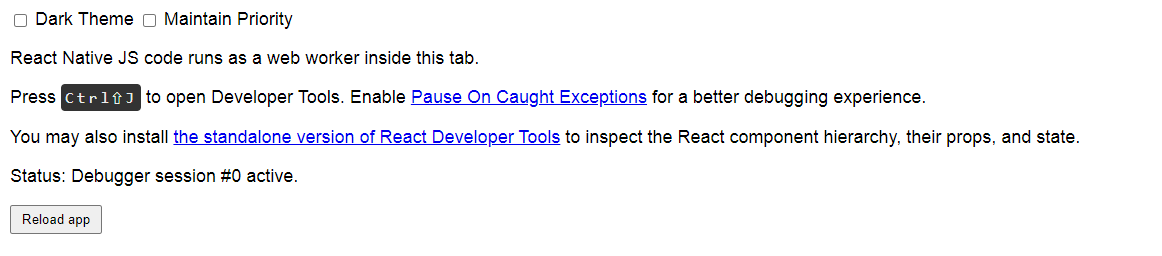 Dark Theme Maintain Priority
React Native JS code runs as a web worker inside this tab.
Press Ctrl⇧J to open Developer Tools. Enable Pause On Caught Exceptions for a better debugging experience.
You may also install the standalone version of React Developer Tools to inspect the React component hierarchy, their props, and state.
Status: Debugger session #0 active.
Reload app